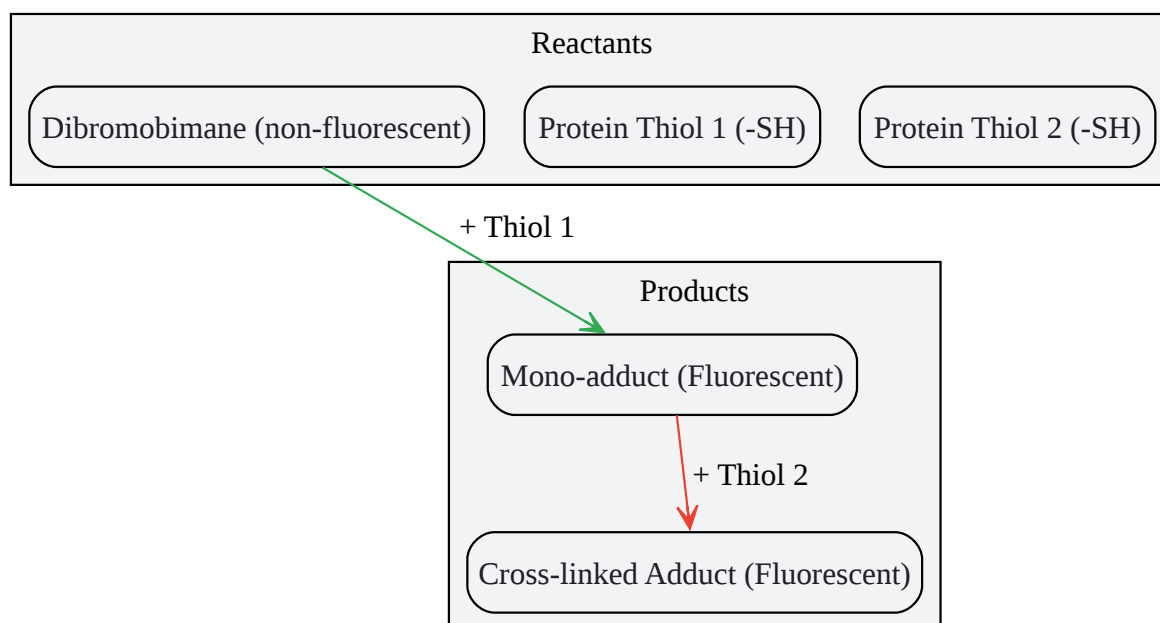 Reactants
Dibromobimane (non-fluorescent)
Protein Thiol 1 (-SH)
Protein Thiol 2 (-SH)
+ Thiol 1
Products
Mono-adduct (Fluorescent)
+ Thiol 2
Cross-linked Adduct (Fluorescent)